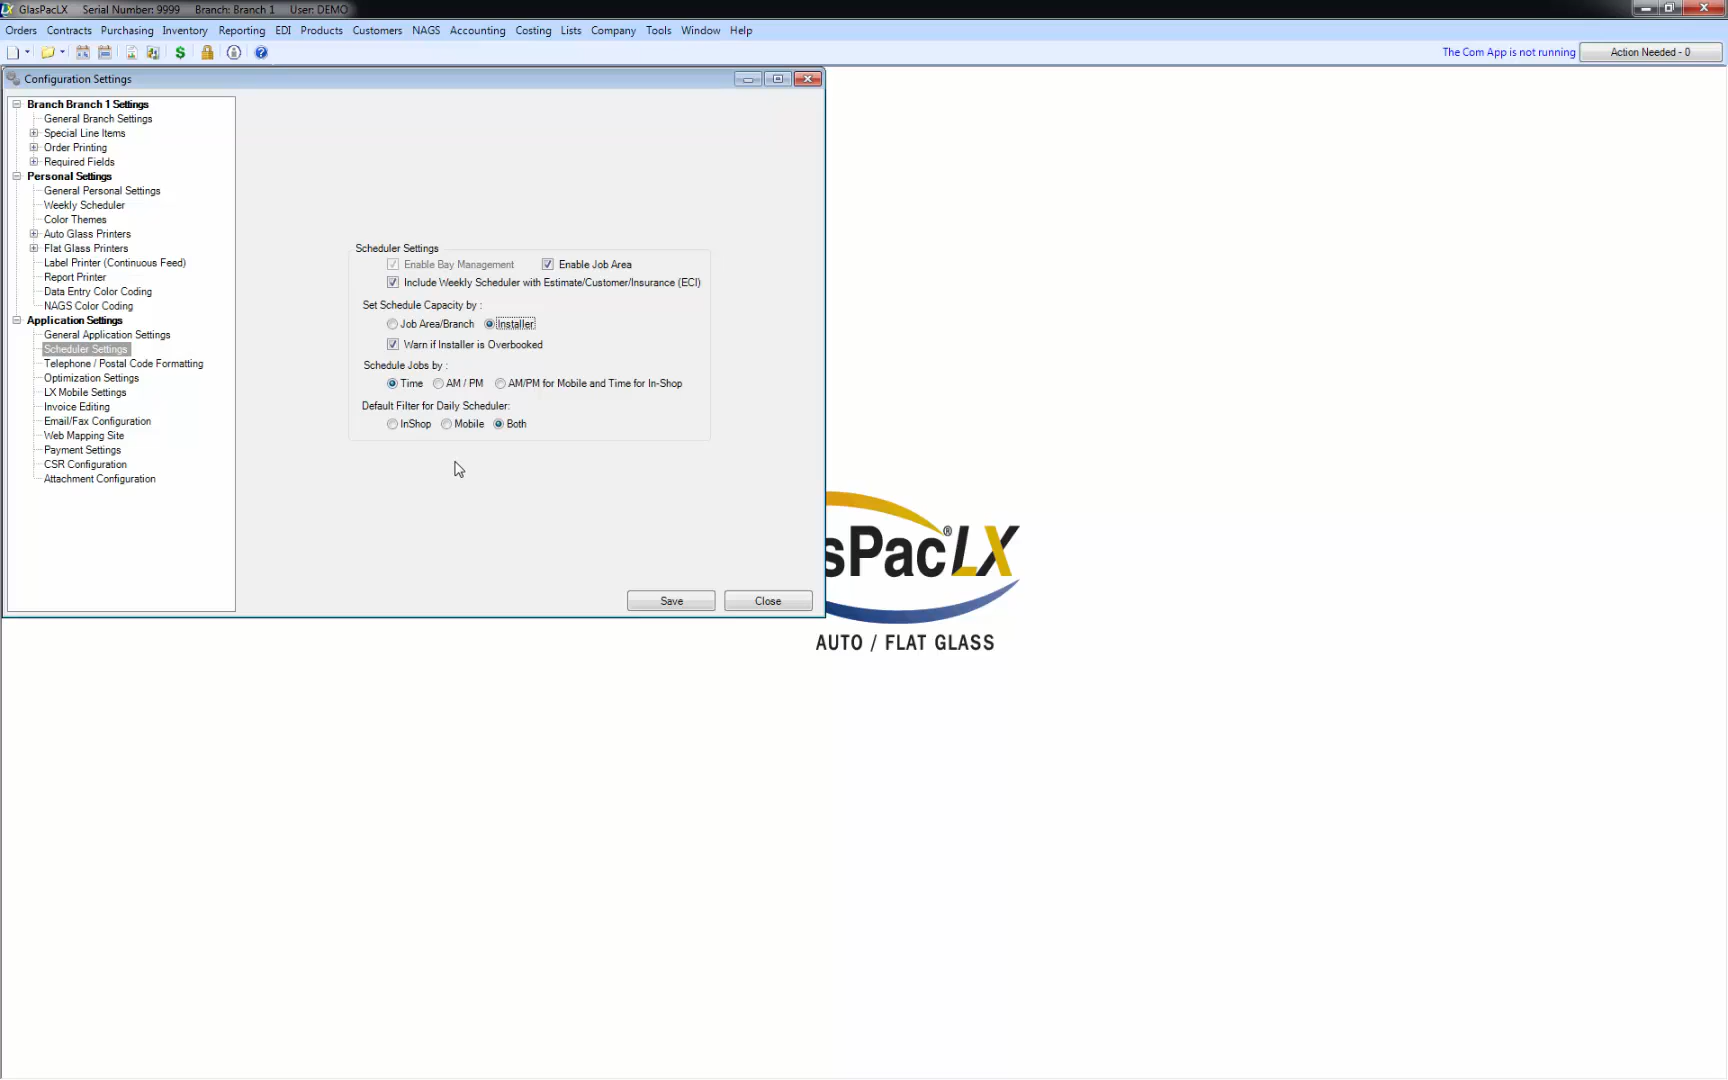 GlasPacLX Serial Number: 9999 Branch: Branch 1 User: DEMO
Orders Contracts Purchasing Inventory Reporting EDI Products Customers NAGS Accounting Costing Lists Company Tools Window Help
The Com App is not running Action Needed - 0
Configuration Settings
Branch Branch 1 Settings
General Branch Settings
Special Line Items
Order Printing
Required Fields
Personal Settings
General Personal Settings
Weekly Scheduler
Color Themes
Auto Glass Printers
Flat Glass Printers
Label Printer (Continuous Feed)
Report Printer
Data Entry Color Coding
NAGS Color Coding
Application Settings
General Application Settings
Scheduler Settings
Telephone / Postal Code Formatting
Optimization Settings
LX Mobile Settings
Invoice Editing
Email/Fax Configuration
Web Mapping Site
Payment Settings
CSR Configuration
Attachment Configuration
Scheduler Settings
Enable Bay Management Enable Job Area
Include Weekly Scheduler with Estimate/Customer/Insurance (ECI)
Set Schedule Capacity by :
Job Area/Branch Installer
Warn if Installer is Overbooked
Schedule Jobs by :
Time AM / PM AM/PM for Mobile and Time for In-Shop
Default Filter for Daily Scheduler:
InShop Mobile Both
Save Close
sPacLX®
AUTO / FLAT GLASS